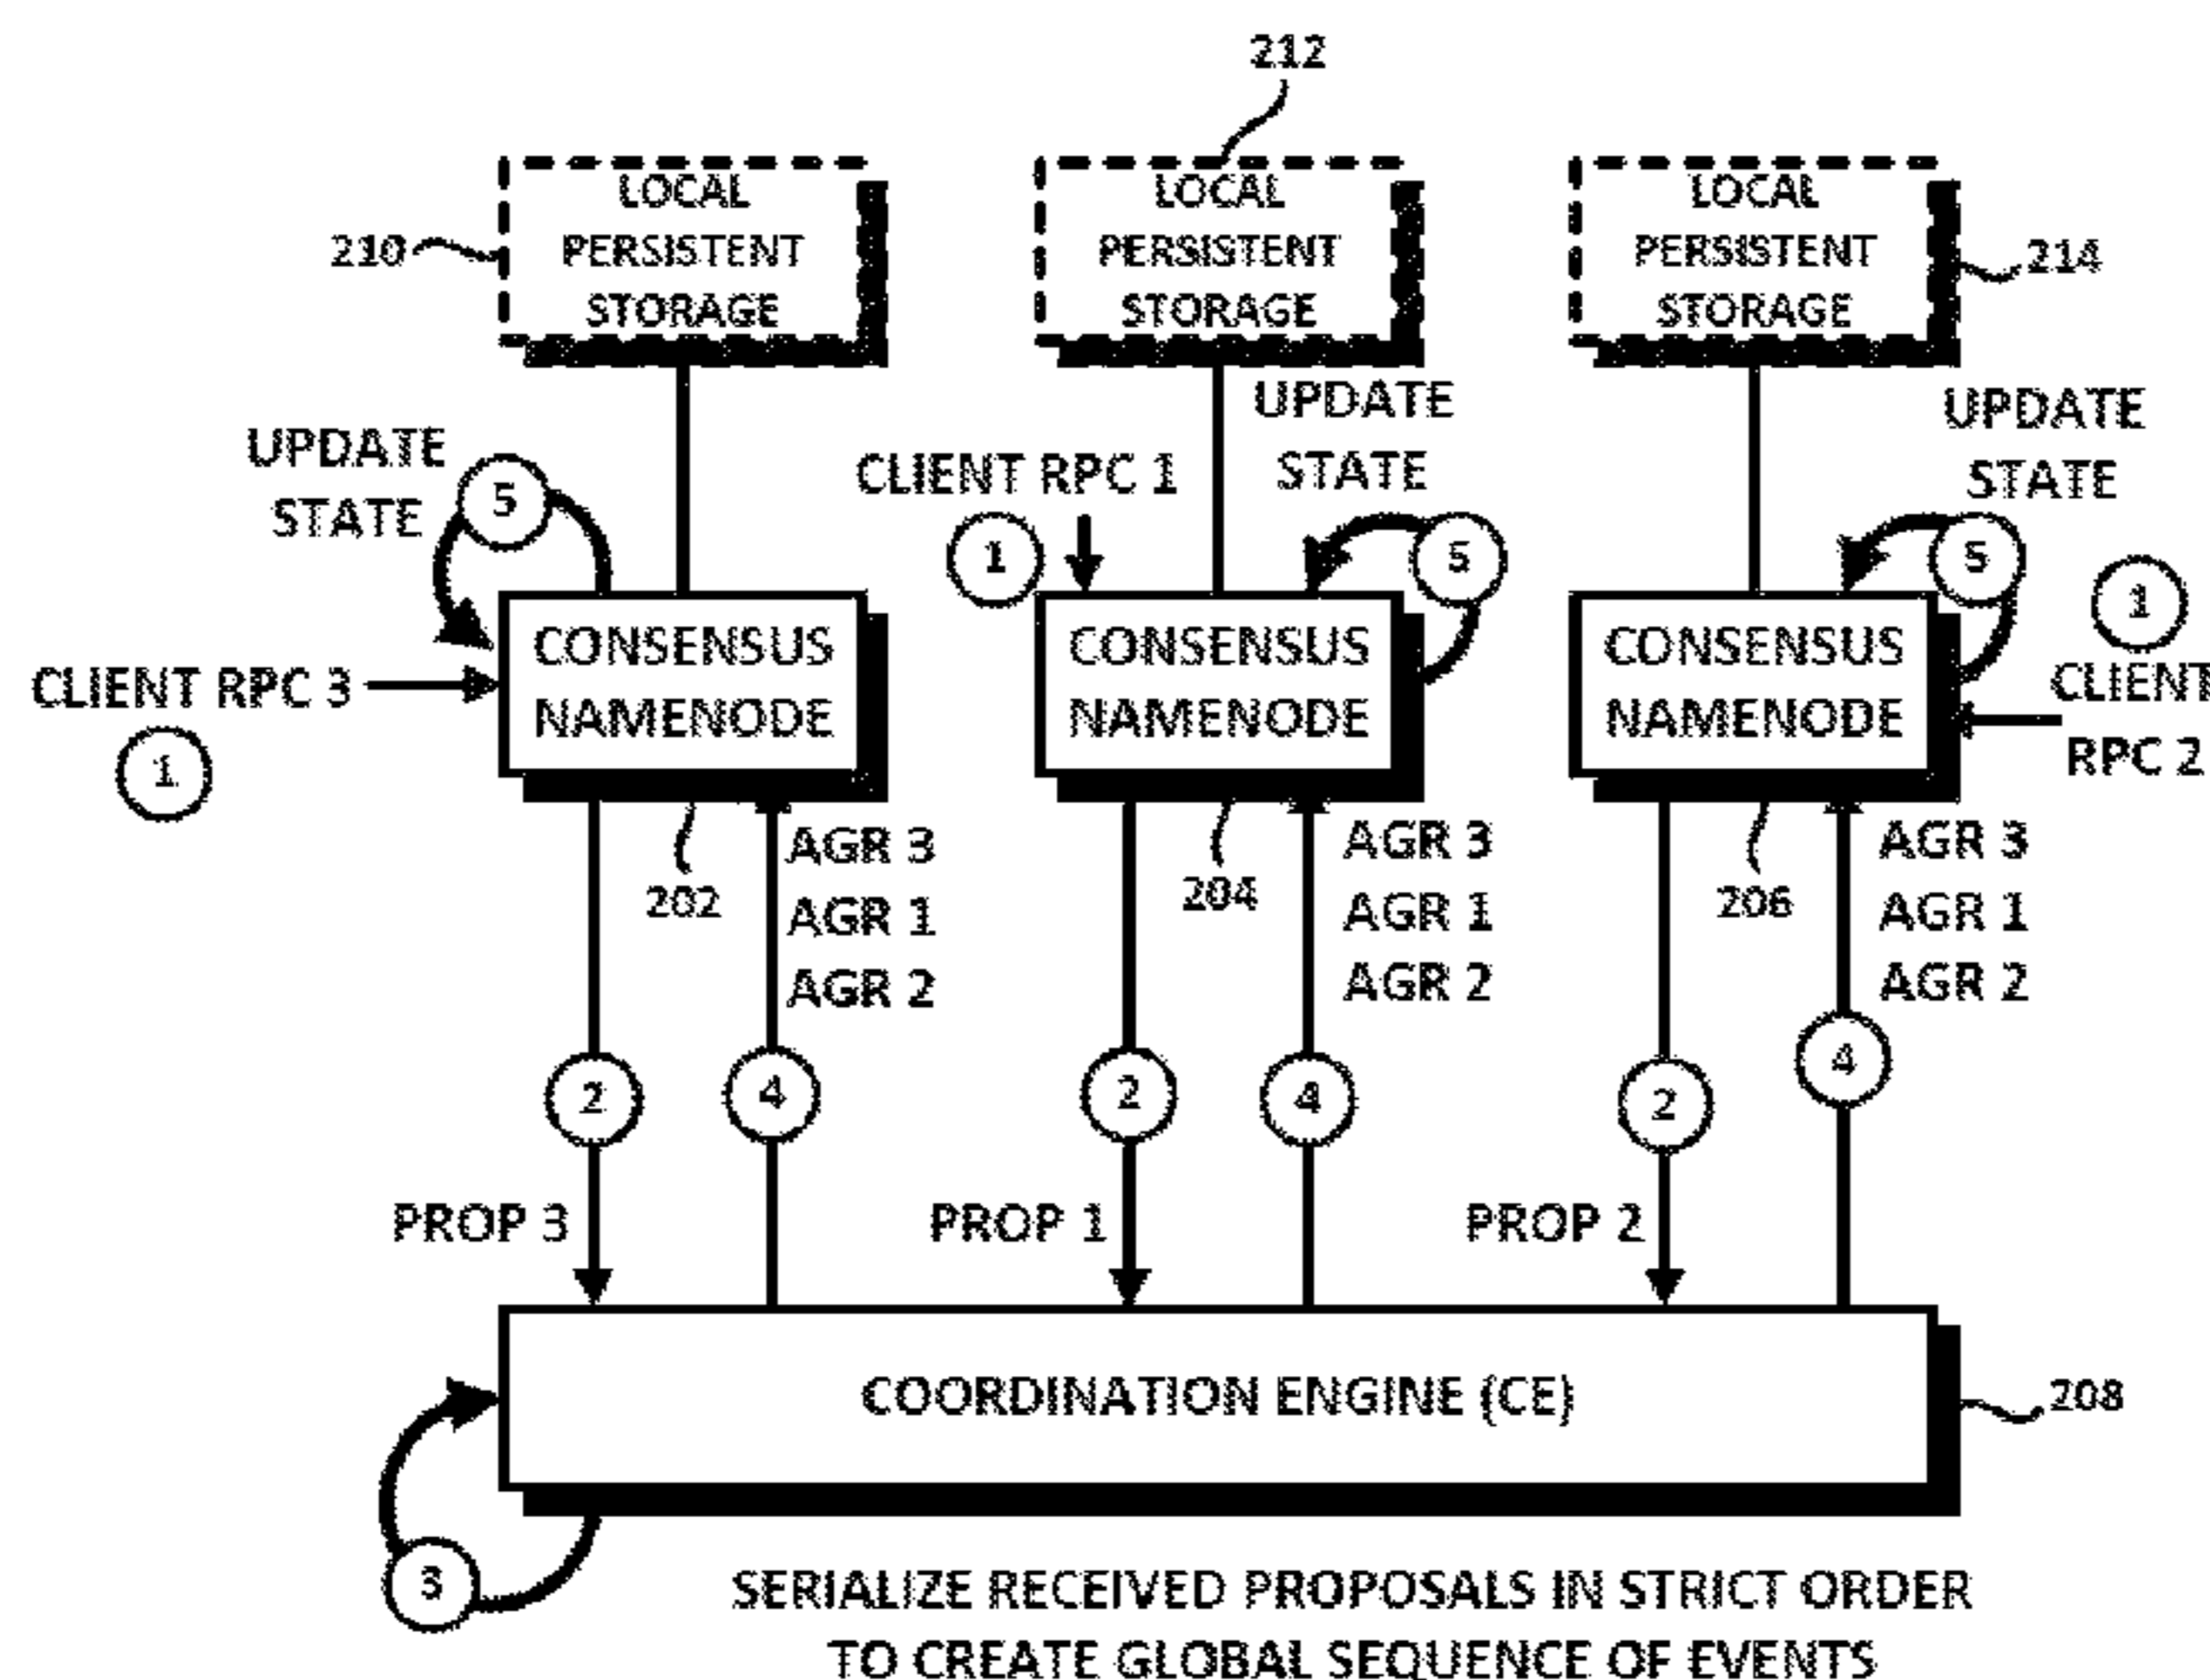 212
LOCAL
PERSISTENT
STORAGE
210
LOCAL
PERSISTENT
STORAGE
LOCAL
PERSISTENT
STORAGE
214
UPDATE
STATE
5
CLIENT RPC 1
1
UPDATE
STATE
5
UPDATE
STATE
5
1
CLIENT RPC 3
1
CONSENSUS
NAMENODE
CONSENSUS
NAMENODE
CONSENSUS
NAMENODE
CLIENT
RPC 2
202
AGR 3
AGR 1
AGR 2
204
AGR 3
AGR 1
AGR 2
206
AGR 3
AGR 1
AGR 2
2
4
2
4
2
4
PROP 3
PROP 1
PROP 2
COORDINATION ENGINE (CE)
208
3
SERIALIZE RECEIVED PROPOSALS IN STRICT ORDER
TO CREATE GLOBAL SEQUENCE OF EVENTS